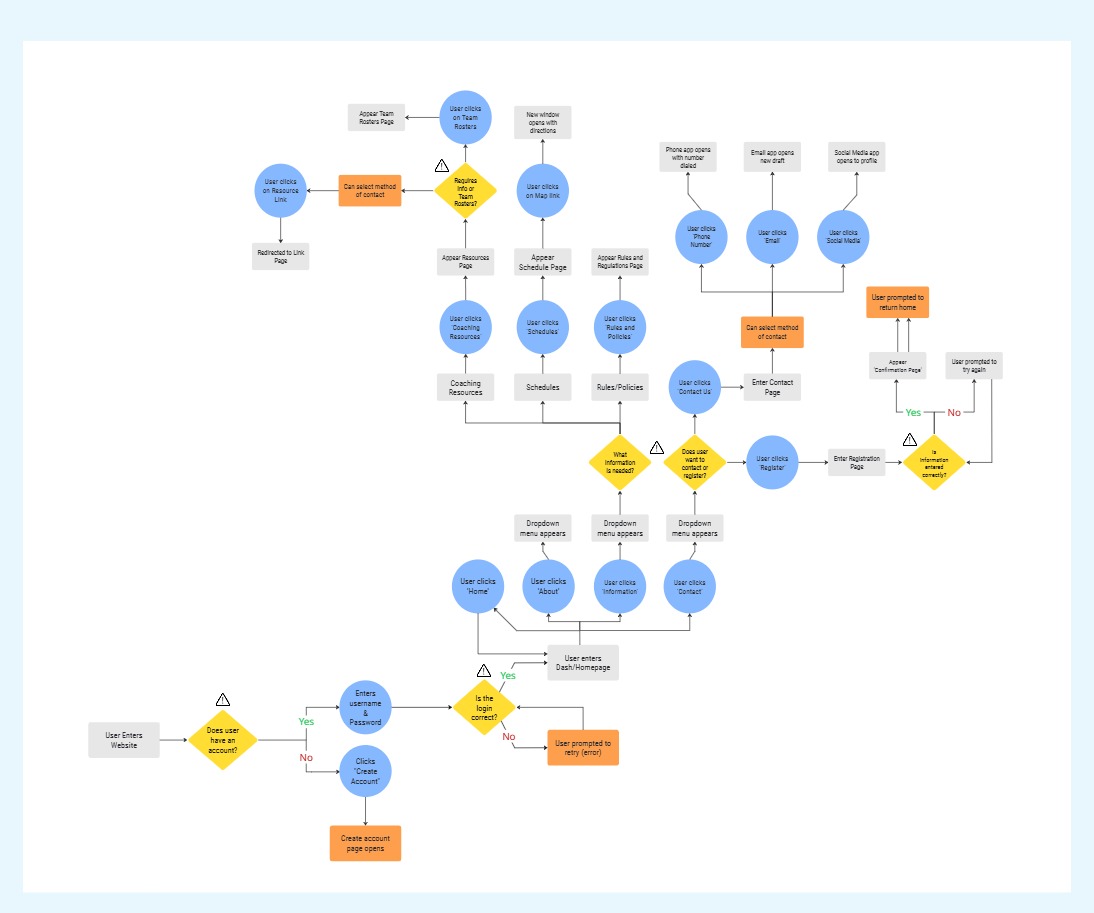 User clicks
on Team
Rosters
Appear Team
Rosters Page
New window
opens with
directions
Phone app opens
with number
dialed
Email app opens
new draft
Social Media app
opens to profile
User clicks
on Resource
Link
Can select method
of contact
Requires
Info or
Team
Rosters?
User clicks
on Map link
User clicks
'Phone
Number'
User clicks
'Email'
User clicks
'Social Media'
Redirected to Link
Page
Appear Resources
Page
Appear
Schedule Page
Appear Rules and
Regulations Page
User prompted to
return home
User clicks
'Coaching
Resources'
User clicks
'Schedules'
User clicks
'Rules and
Policies'
Can select method
of contact
Appear
'Confirmation Page'
User prompted to
try again
Coaching
Resources
Schedules
Rules/Policies
User clicks
'Contact Us'
Enter Contact
Page
Yes
No
What
information
is needed?
Does user
want to
contact or
register?
User clicks
'Register'
Enter Registration
Page
Is
information
entered
correctly?
Dropdown
menu appears
Dropdown
menu appears
Dropdown
menu appears
User clicks
'Home'
User clicks
'About'
User clicks
'Information'
User clicks
'Contact'
User enters
Dash/Homepage
Yes
Enters
username
&
Password
Is the
login
correct?
User Enters
Website
Does user
have an
account?
Yes
No
No
User prompted to
retry (error)
Clicks
"Create
Account"
Create account
page opens